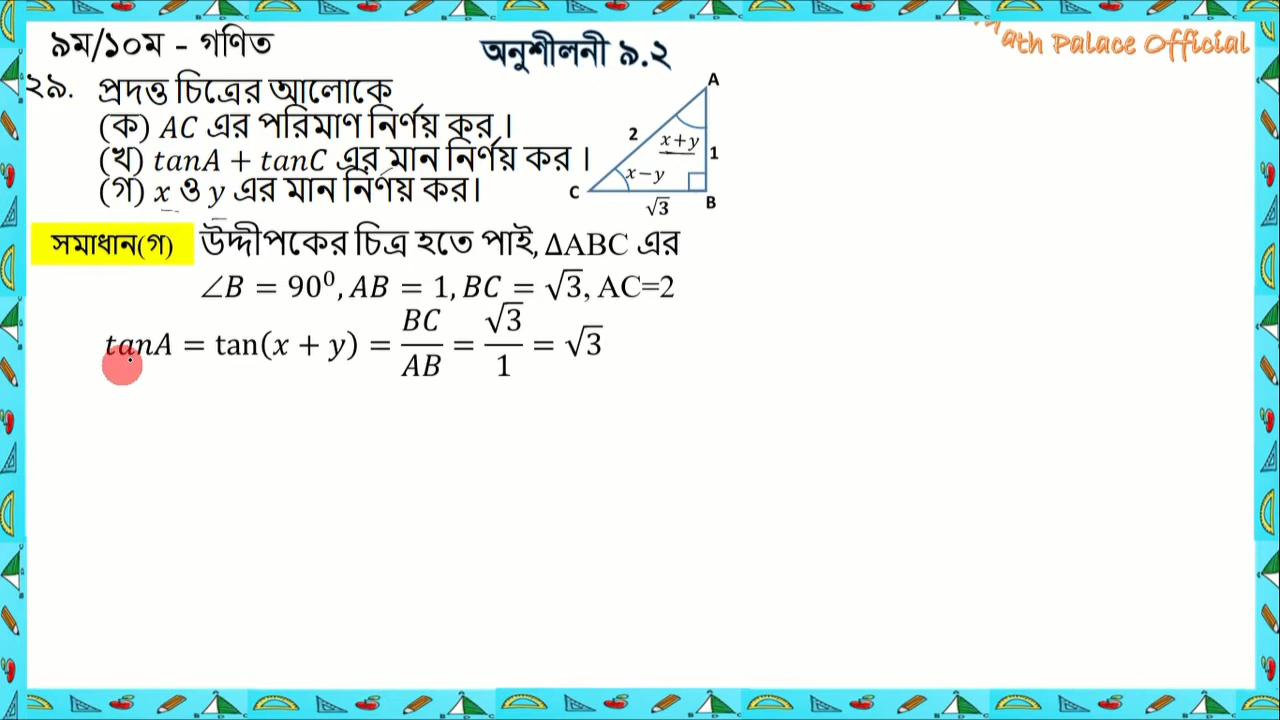 ৯ম/১০ম - গণিত
অনুশীলনী ৯.২
9th Palace Official
২৯. প্রদত্ত চিত্রের আলোকে
(ক) AC এর পরিমাণ নির্ণয় কর।
(খ) tanA + tanC এর মান নির্ণয় কর।
(গ) x ও y এর মান নির্ণয় কর।
A
2
x+y
1
x−y
C
√3
B
সমাধান(গ) উদ্দীপকের চিত্র হতে পাই, ΔABC এর
∠B = 90⁰, AB = 1, BC = √3, AC=2
tanA = tan(x + y) = BC/AB = √3/1 = √3